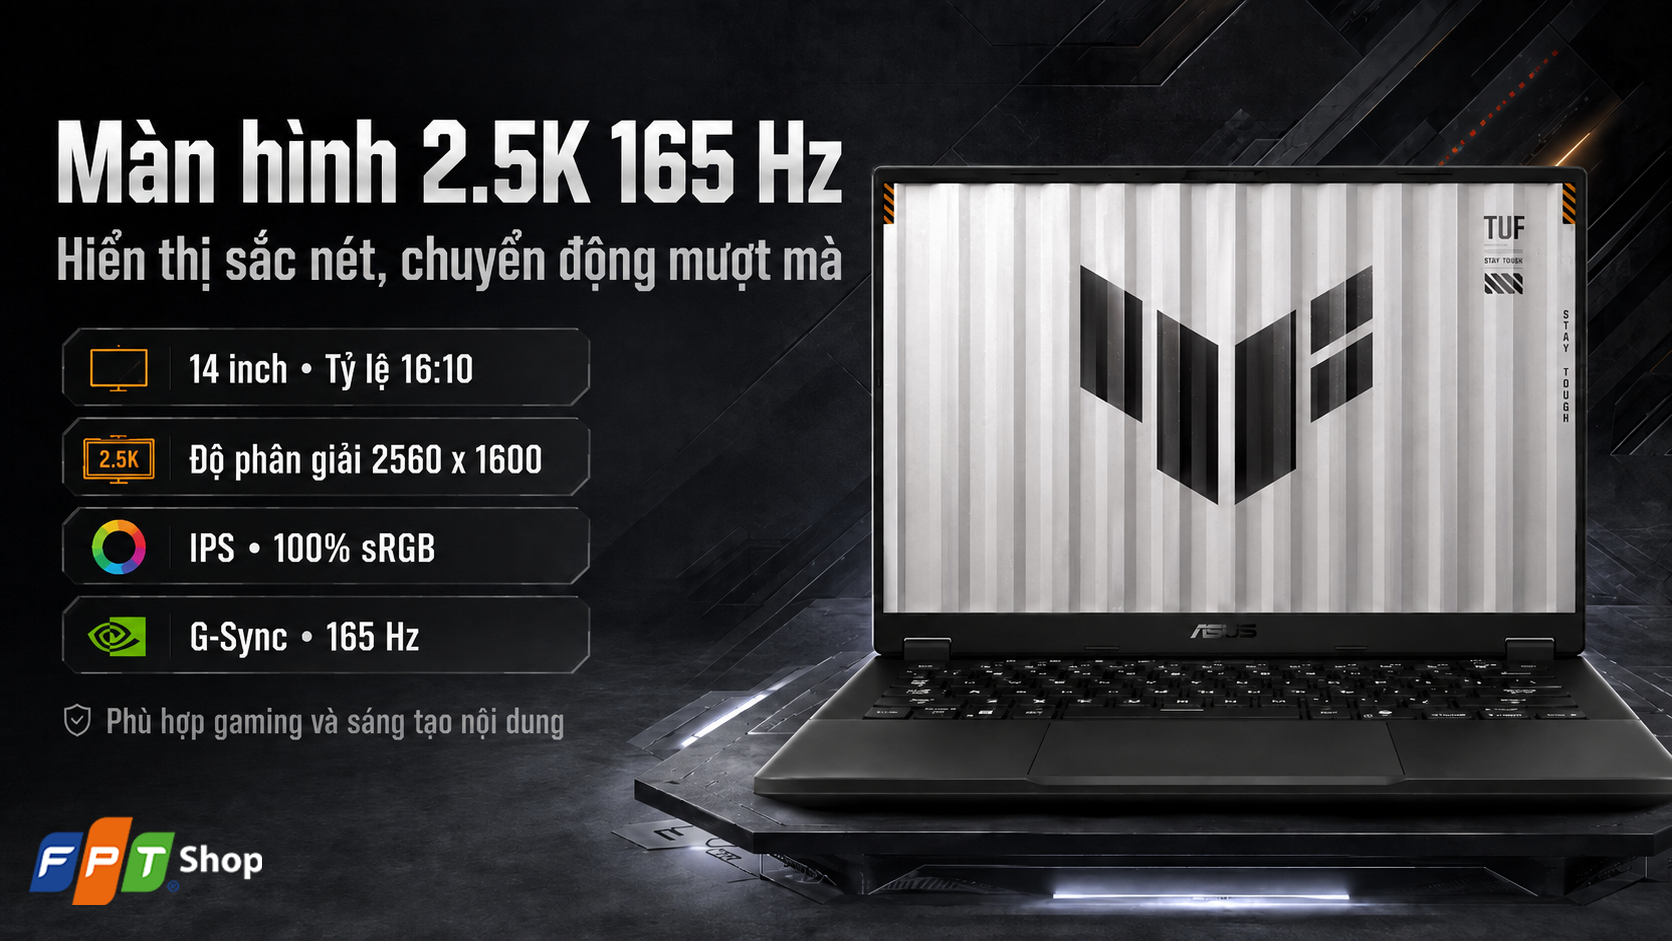 Màn hình 2.5K 165 Hz
Hiển thị sắc nét, chuyển động mượt mà
14 inch • Tỷ lệ 16:10
2.5K
Độ phân giải 2560 x 1600
IPS • 100% sRGB
G-Sync • 165 Hz
Phù hợp gaming và sáng tạo nội dung
FPT® Shop
TUF
STAY TOUGH
STAY TOUGH
ASUS